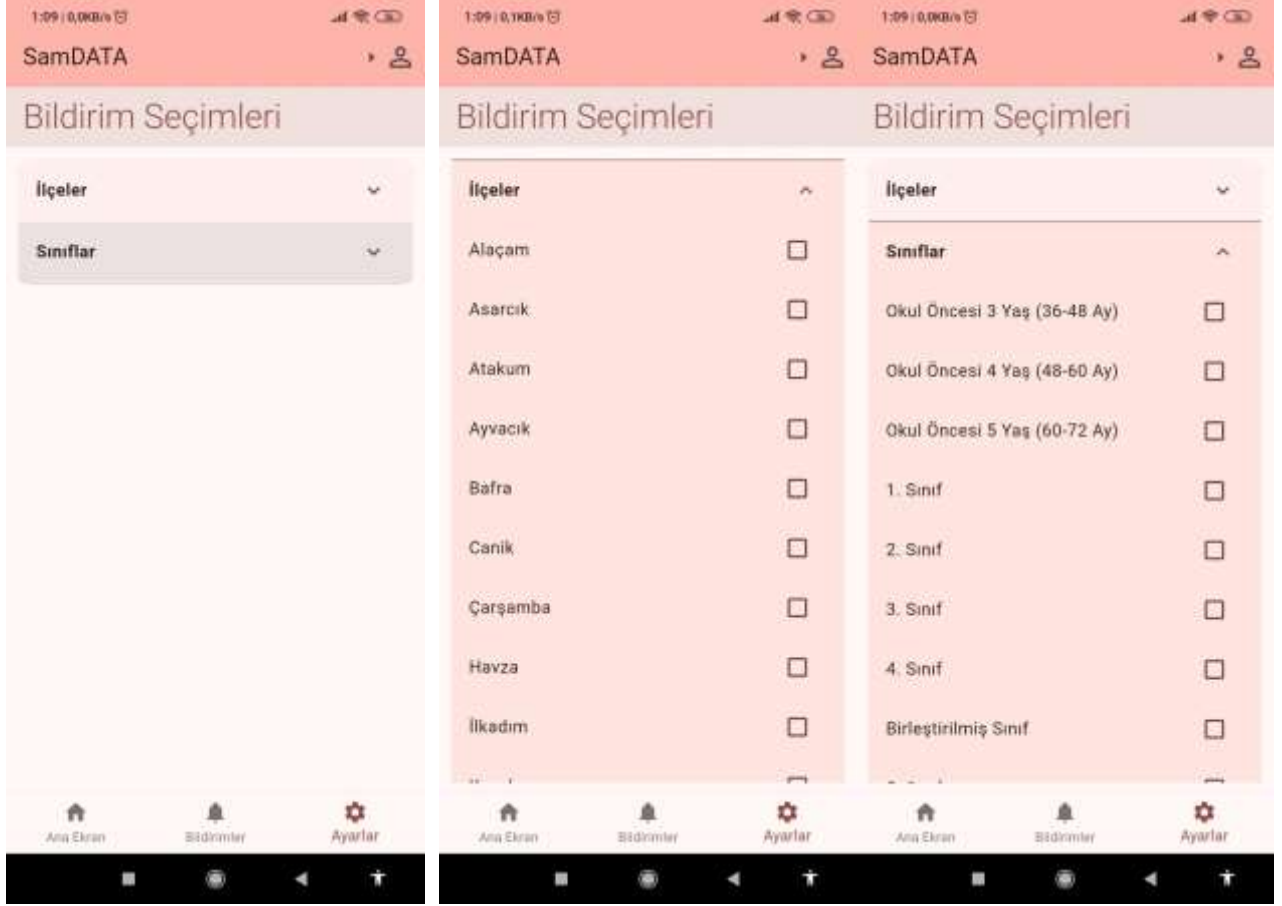 1:09 | 0,0KB/s
SamDATA
Bildirim Seçimleri
İlçeler
Sınıflar
Ana Ekran
Bildirimler
Ayarlar
1:09 | 0,1KB/s
SamDATA
Bildirim Seçimleri
İlçeler
Alaçam
Asarcık
Atakum
Ayvacık
Bafra
Canik
Çarşamba
Havza
İlkadım
Ana Ekran
Bildirimler
Ayarlar
1:09 | 0,0KB/s
SamDATA
Bildirim Seçimleri
İlçeler
Sınıflar
Okul Öncesi 3 Yaş (36-48 Ay)
Okul Öncesi 4 Yaş (48-60 Ay)
Okul Öncesi 5 Yaş (60-72 Ay)
1. Sınıf
2. Sınıf
3. Sınıf
4. Sınıf
Birleştirilmiş Sınıf
Ana Ekran
Bildirimler
Ayarlar